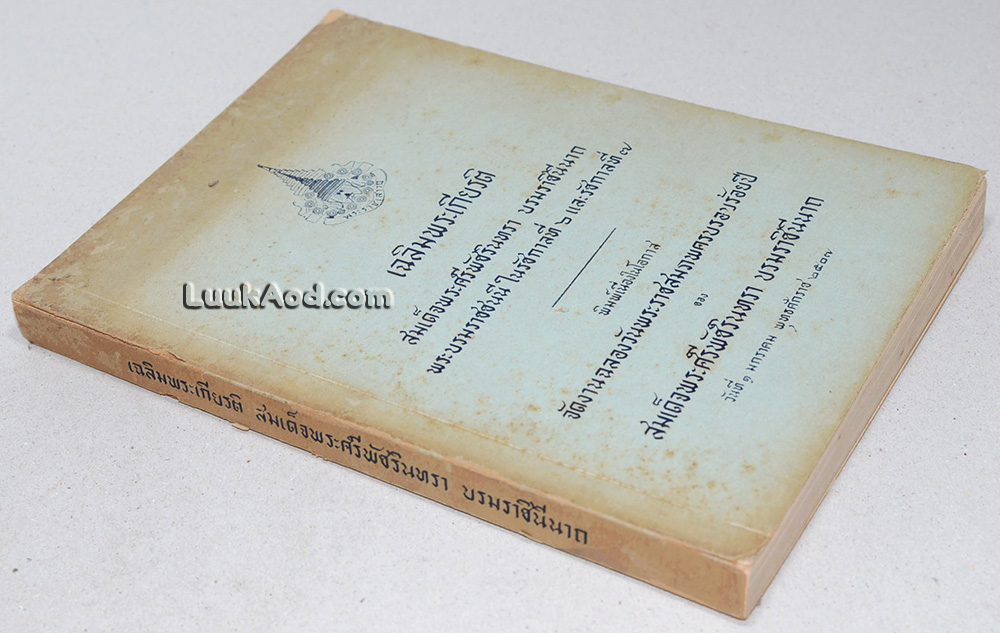 เฉลิมพระเกียรติ
สมเด็จพระศรีพัชรินทรา บรมราชินีนาถ
พระบรมราชชนนี ในรัชกาลที่ ๖ และรัชกาลที่ ๗
พิมพ์เนื่องในโอกาส
จัดงานฉลองวันพระราชสมภพครบรอบร้อยปี
ของ
สมเด็จพระศรีพัชรินทรา บรมราชินีนาถ
วันที่ ๑ มกราคม พุทธศักราช ๒๕๐๗
เฉลิมพระเกียรติ สมเด็จพระศรีพัชรินทรา บรมราชินีนาถ
LuukAod.com